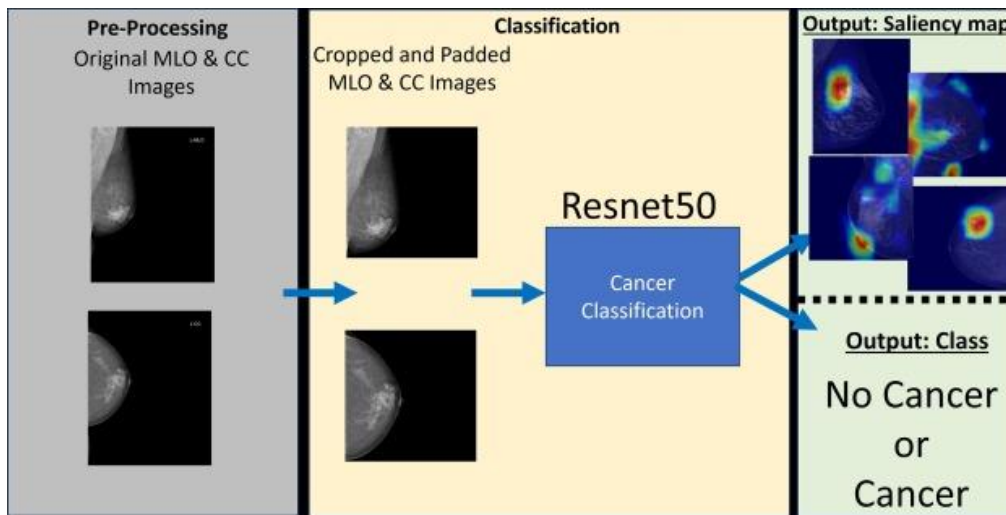 Pre-Processing
Original MLO & CC
Images
Classification
Cropped and Padded
MLO & CC Images
Resnet50
Cancer
Classification
Output: Saliency map
Output: Class
No Cancer
or
Cancer